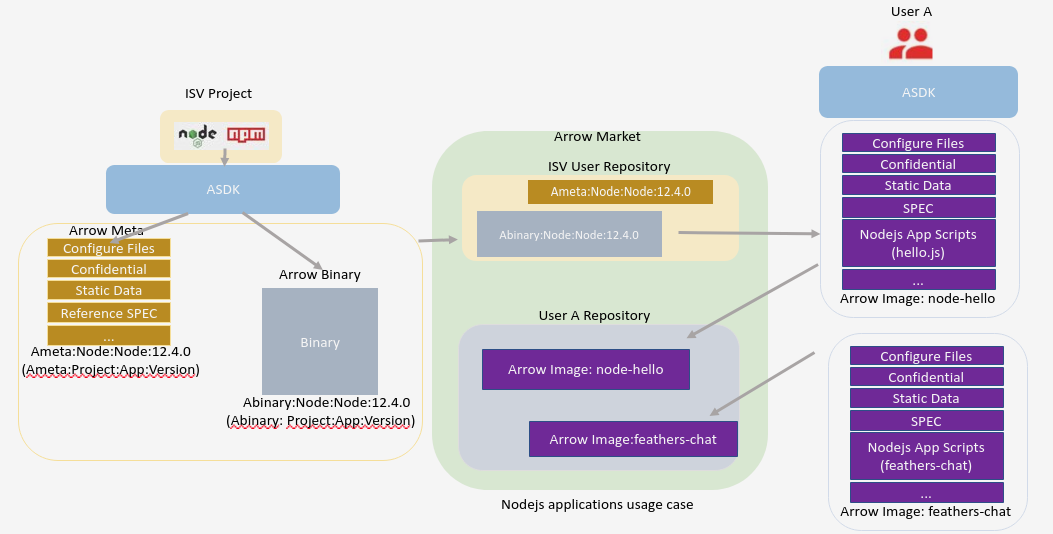 User A
ASDK
ISV Project
node
JS
npm
ASDK
Arrow Meta
Configure Files
Confidential
Static Data
Reference SPEC
...
Ameta:Node:Node:12.4.0
(Ameta:Project:App:Version)
Arrow Binary
Binary
Abinary:Node:Node:12.4.0
(Abinary: Project:App:Version)
Arrow Market
ISV User Repository
Ameta:Node:Node:12.4.0
Abinary:Node:Node:12.4.0
User A Repository
Arrow Image: node-hello
Arrow Image:feathers-chat
Nodejs applications usage case
Configure Files
Confidential
Static Data
SPEC
Nodejs App Scripts
(hello.js)
...
Arrow Image: node-hello
Configure Files
Confidential
Static Data
SPEC
Nodejs App Scripts
(feathers-chat)
...
Arrow Image: feathers-chat